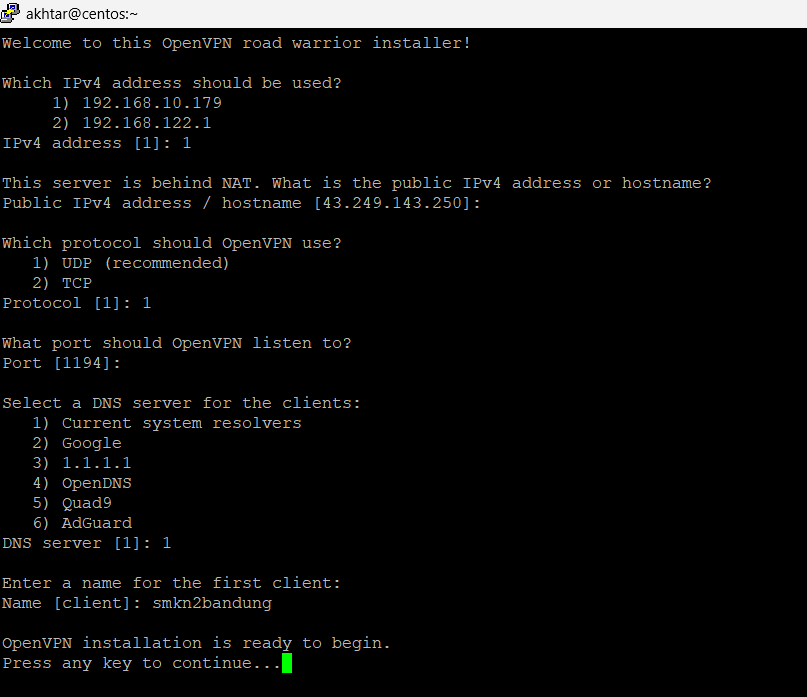 akhtar@centos:~
Welcome to this OpenVPN road warrior installer!
Which IPv4 address should be used?
1) 192.168.10.179
2) 192.168.122.1
IPv4 address [1]: 1
This server is behind NAT. What is the public IPv4 address or hostname?
Public IPv4 address / hostname [43.249.143.250]:
Which protocol should OpenVPN use?
1) UDP (recommended)
2) TCP
Protocol [1]: 1
What port should OpenVPN listen to?
Port [1194]:
Select a DNS server for the clients:
1) Current system resolvers
2) Google
3) 1.1.1.1
4) OpenDNS
5) Quad9
6) AdGuard
DNS server [1]: 1
Enter a name for the first client:
Name [client]: smkn2bandung
OpenVPN installation is ready to begin.
Press any key to continue...